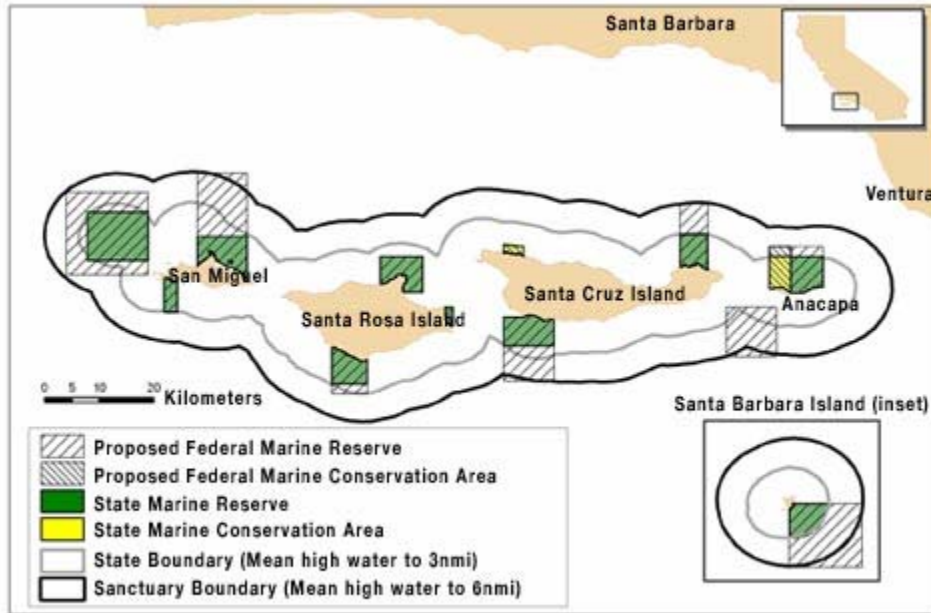 Santa Barbara
Ventura
San Miguel
Santa Rosa Island
Santa Cruz Island
Anacapa
0 5 10 20
Kilometers
Santa Barbara Island (inset)
Proposed Federal Marine Reserve
Proposed Federal Marine Conservation Area
State Marine Reserve
State Marine Conservation Area
State Boundary (Mean high water to 3nmi)
Sanctuary Boundary (Mean high water to 6nmi)